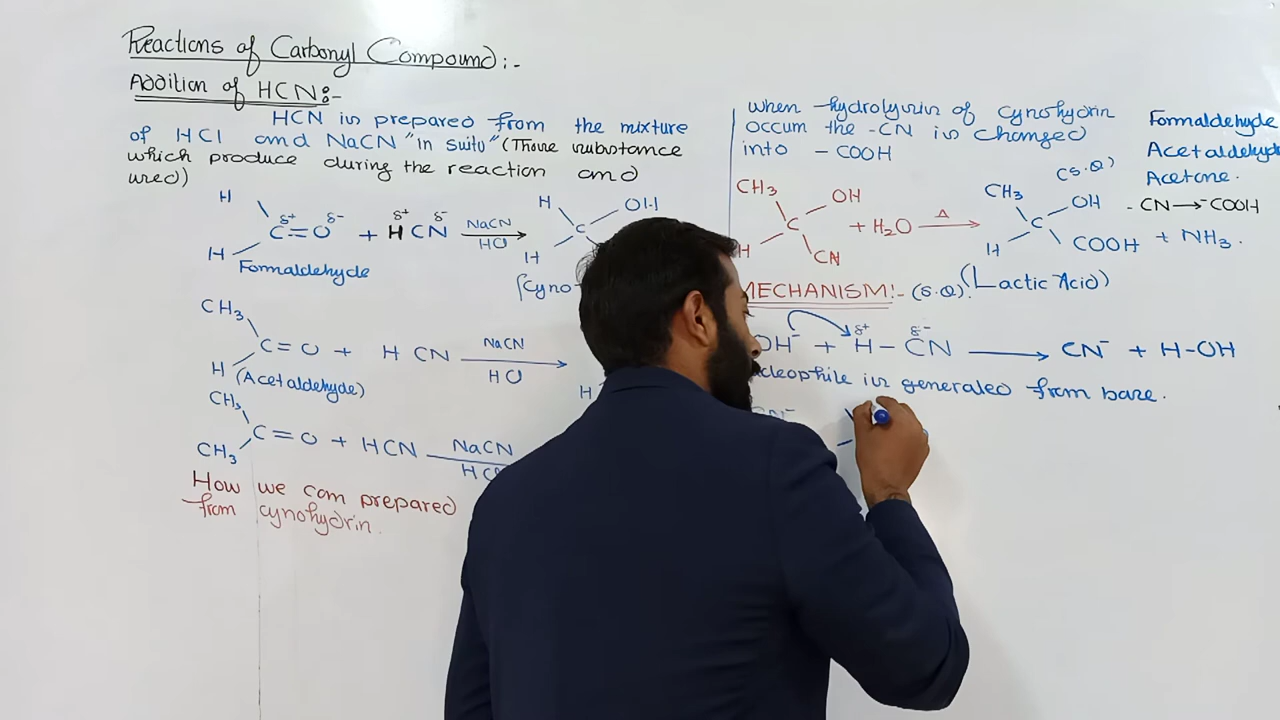 Reactions of Carbonyl Compound:-
Addition of HCN:-
HCN is prepared from the mixture
of HCl and NaCN "in suitu" (Those substance
which produce during the reaction and
used)
H
δ+ δ- δ+ δ-
C=O + HCN NaCN HCl
H
Formaldehyde
H OH
C
H
(Cyno
CH3
C=O + HCN NaCN HCl
H
(Acetaldehyde)
H
CH3
C=O + HCN NaCN
CH3
How we can prepared
from cynohydrin.
when hydrolysis of cynohydrin
occum the -CN is changed
into -COOH
(S.Q)
Formaldehyde
Acetaldehyde
Acetone.
-CN → -COOH
CH3 OH
C + H2O Δ
H CN
CH3 OH
C
H COOH + NH3.
(Lactic Acid)
MECHANISM:- (S.Q).
δ+ δ-
OH- + H-CN → CN- + H-OH
is generated from base.
CN-